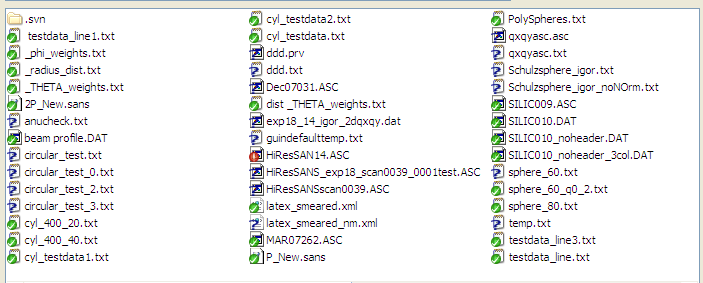 .svn
_testdata_line1.txt
_phi_weights.txt
_radius_dist.txt
_THETA_weights.txt
2P_New.sans
anucheck.txt
beam profile.DAT
circular_test.txt
circular_test_0.txt
circular_test_2.txt
circular_test_3.txt
cyl_400_20.txt
cyl_400_40.txt
cyl_testdata1.txt
cyl_testdata2.txt
cyl_testdata.txt
ddd.prv
ddd.txt
Dec07031.ASC
dist _THETA_weights.txt
exp18_14_igor_2dqxqy.dat
guindefaulttemp.txt
HiResSAN14.ASC
HiResSANS_exp18_scan0039_0001test.ASC
HiResSANSscan0039.ASC
latex_smeared.xml
latex_smeared_nm.xml
MAR07262.ASC
P_New.sans
PolySpheres.txt
qxqyasc.asc
qxqyasc.txt
Schulzsphere_igor.txt
Schulzsphere_igor_noNOrm.txt
SILIC009.ASC
SILIC010.DAT
SILIC010_noheader.DAT
SILIC010_noheader_3col.DAT
sphere_60.txt
sphere_60_q0_2.txt
sphere_80.txt
temp.txt
testdata_line3.txt
testdata_line.txt